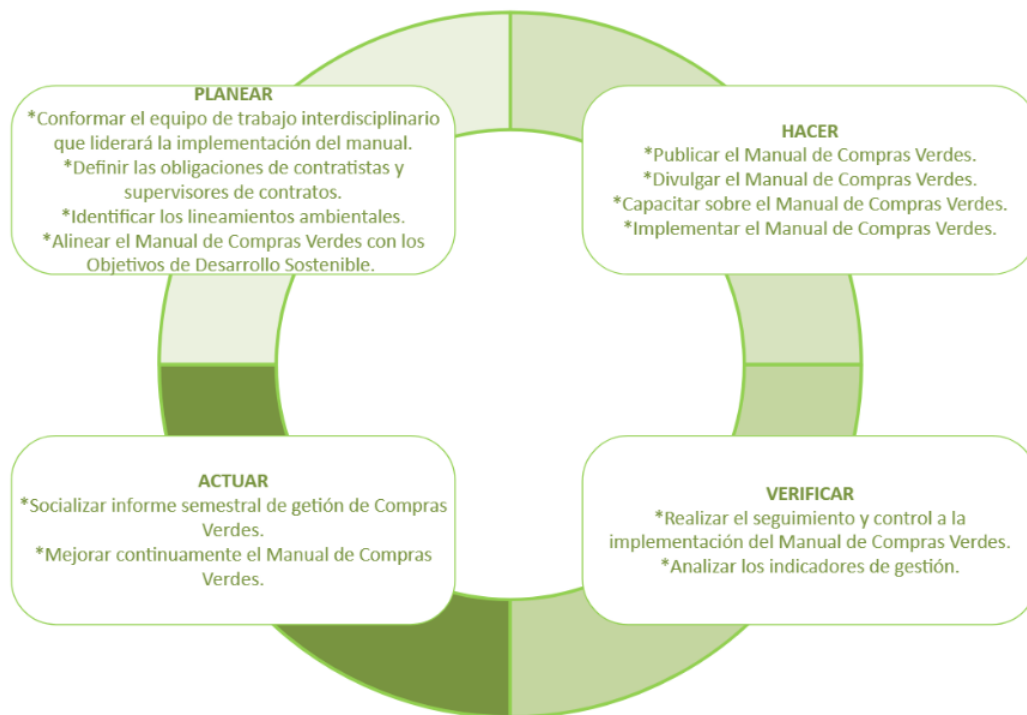 PLANEAR
*Conformar el equipo de trabajo interdisciplinario
que liderará la implementación del manual.
*Definir las obligaciones de contratistas y
supervisores de contratos.
*Identificar los lineamientos ambientales.
*Alinear el Manual de Compras Verdes con los
Objetivos de Desarrollo Sostenible.
HACER
*Publicar el Manual de Compras Verdes.
*Divulgar el Manual de Compras Verdes.
*Capacitar sobre el Manual de Compras Verdes.
*Implementar el Manual de Compras Verdes.
ACTUAR
*Socializar informe semestral de getión de Compras
Verdes.
*Mejorar continuamente el Manual de Compras
Verdes.
VERIFICAR
*Realizar el seguimiento y control a la
implementación del Manual de Compras Verdes.
*Analizar los indicadores de gestión.